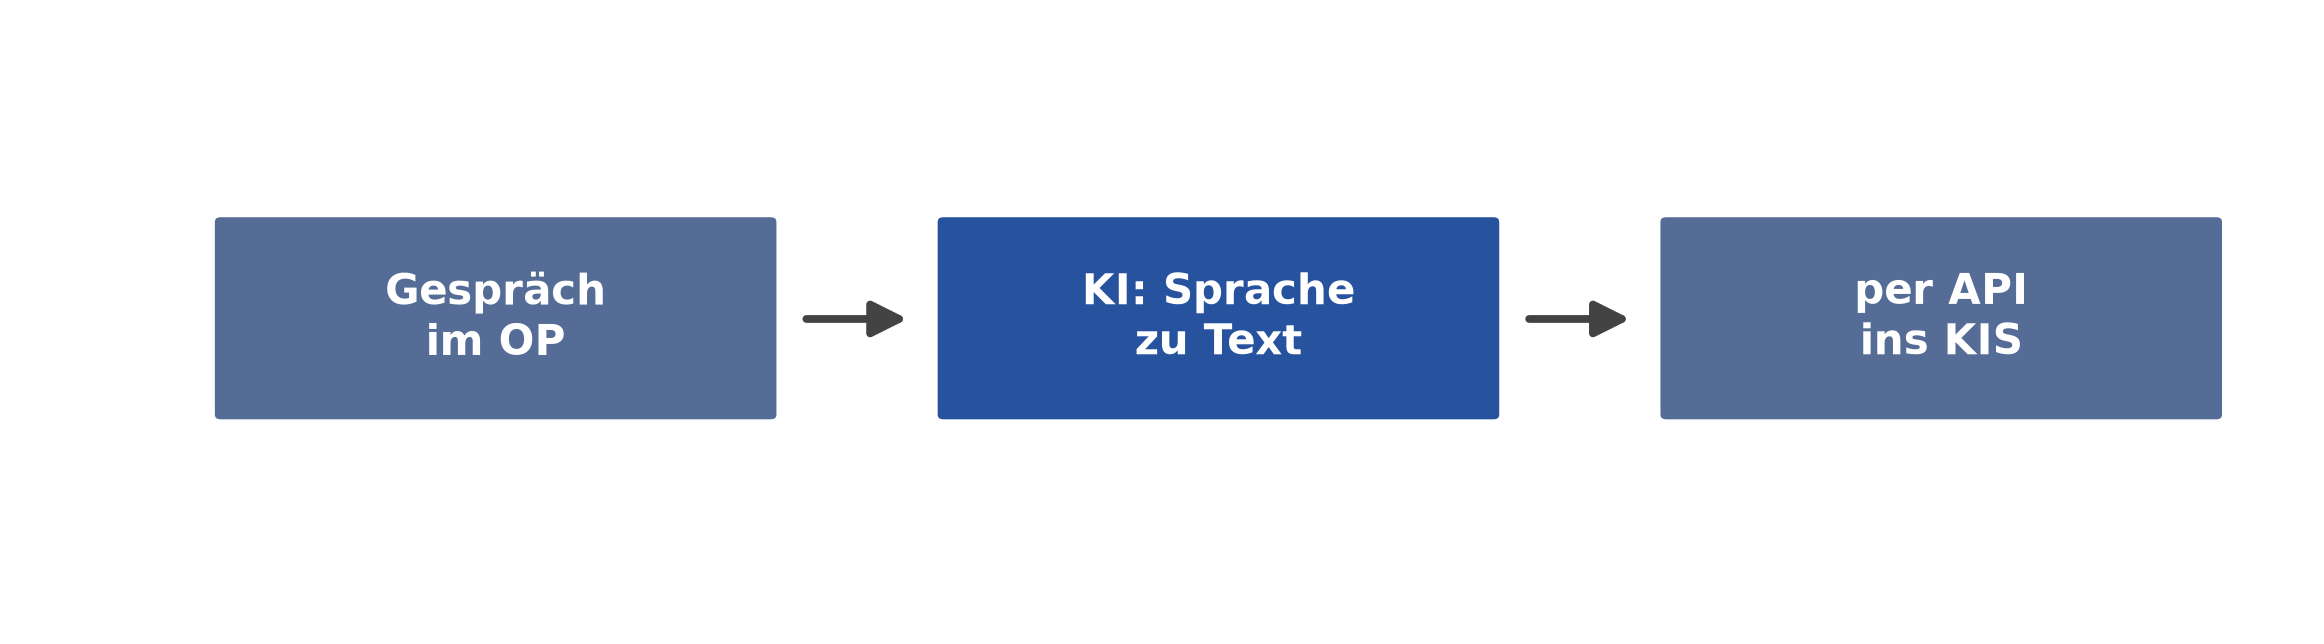 Gespräch
im OP
KI: Sprache
zu Text
per API
ins KIS